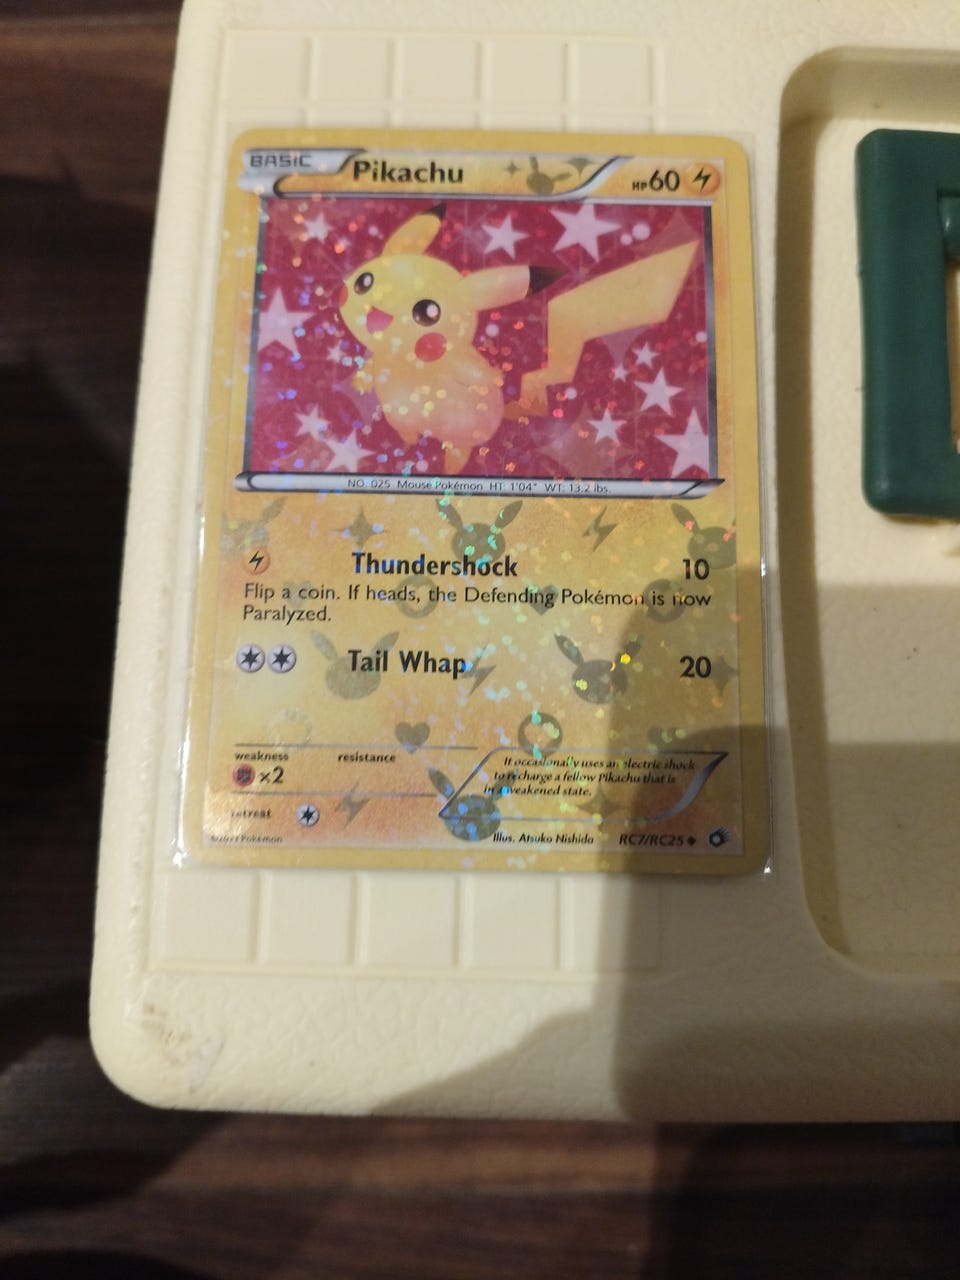 BASIC Pikachu HP60
NO. 025 Mouse Pokémon HT: 1'04" WT: 13.2 lbs.
Thundershock 10
Flip a coin. If heads, the Defending Pokémon is now
Paralyzed.
Tail Whap 20
weakness resistance
×2
It occasionally uses an electric shock
to recharge a fellow Pikachu that is
in a weakened state.
retreat
Pokémon Illus. Atsuko Nishida RC7/RC25